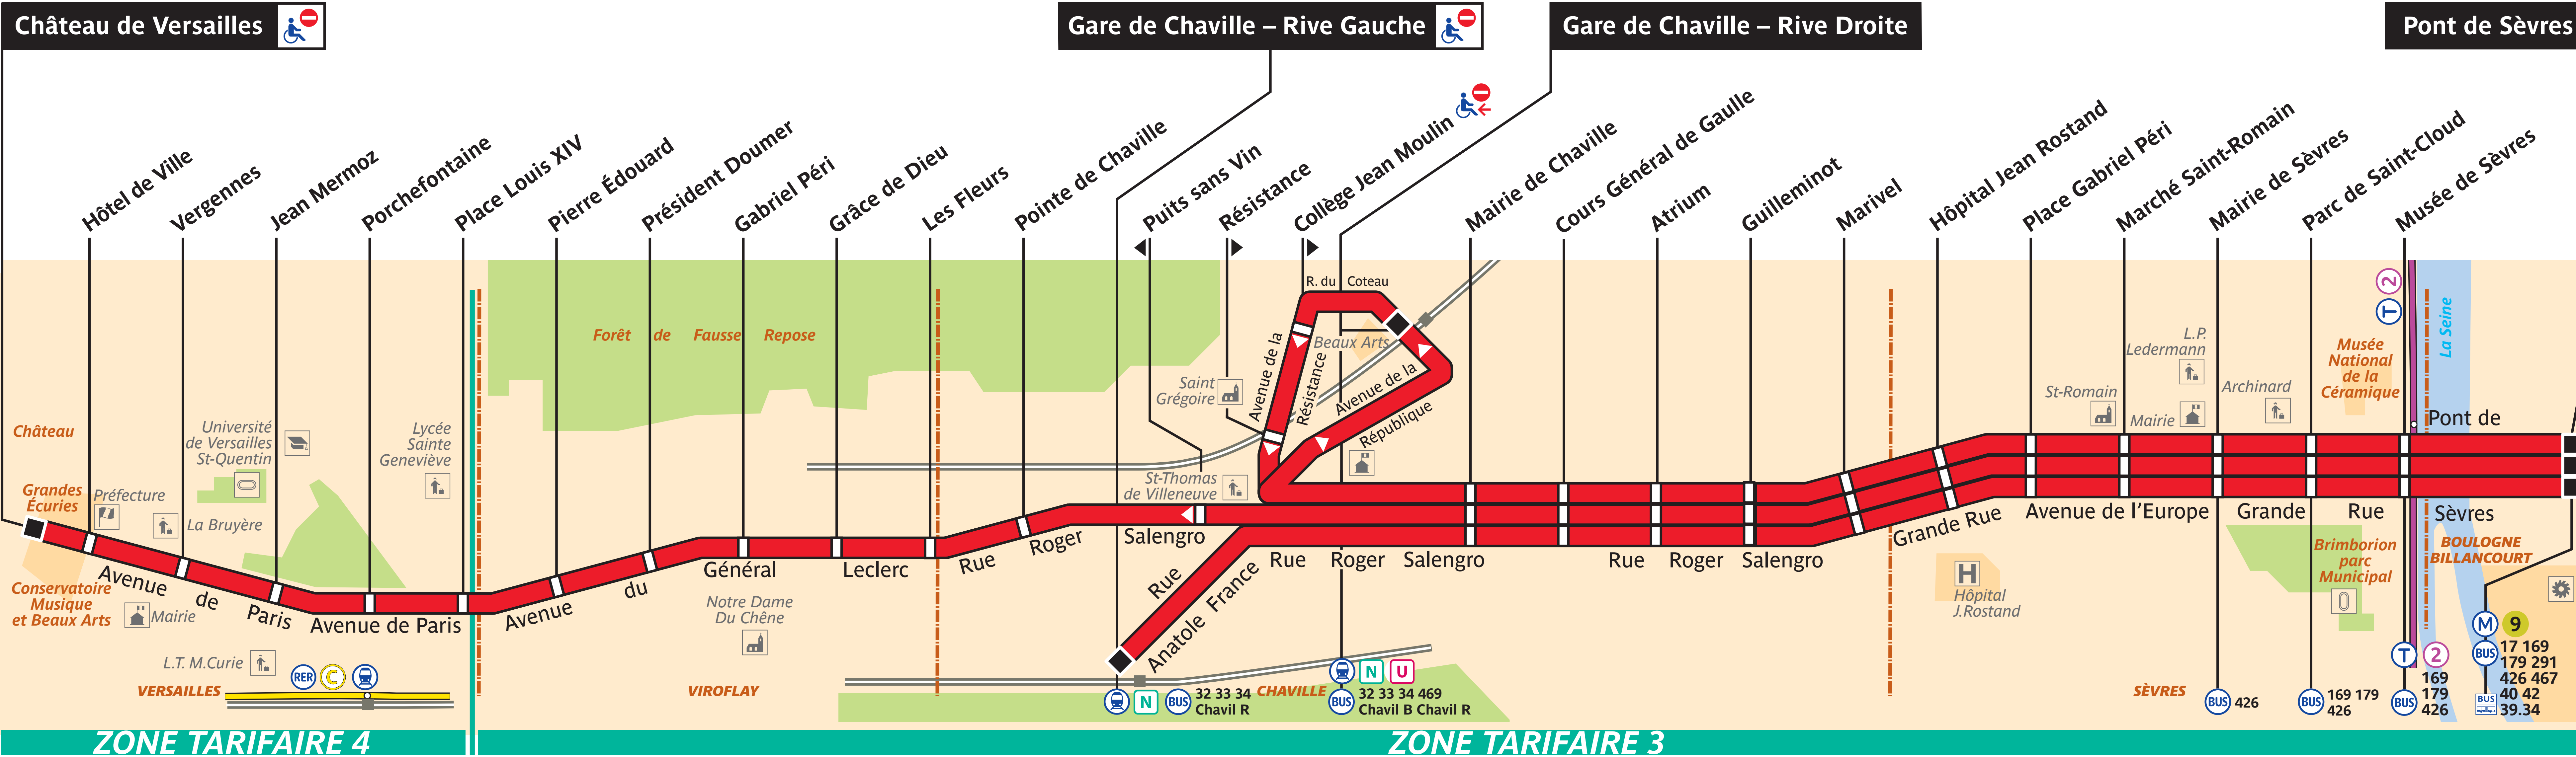 Château de Versailles
Gare de Chaville – Rive Gauche
Gare de Chaville – Rive Droite
Pont de Sèvres
Hôtel de Ville
Vergennes
Jean Mermoz
Porchefontaine
Place Louis XIV
Pierre Édouard
Président Doumer
Gabriel Péri
Grâce de Dieu
Les Fleurs
Pointe de Chaville
Puits sans Vin
Résistance
Collège Jean Moulin
Mairie de Chaville
Cours Général de Gaulle
Atrium
Guilleminot
Marivel
Hôpital Jean Rostand
Place Gabriel Péri
Marché Saint-Romain
Mairie de Sèvres
Parc de Saint-Cloud
Musée de Sèvres
Château
Grandes
Écuries
Préfecture
La Bruyère
Université
de Versailles
St-Quentin
Lycée
Sainte
Geneviève
Conservatoire
Musique
et Beaux Arts
Mairie
L.T. M.Curie
Avenue de Paris
Avenue de Paris
RER C
VERSAILLES
Forêt de Fausse Repose
Avenue du Général Leclerc
Notre Dame
Du Chêne
VIROFLAY
Rue Roger Salengro
Saint
Grégoire
St-Thomas
de Villeneuve
R. du Coteau
Beaux Arts
Avenue de la
Résistance
Avenue de la
République
Rue
Anatole France
Rue Roger Salengro
Rue Roger Salengro
N BUS 32 33 34
Chavil R
CHAVILLE
N U
BUS 32 33 34 469
Chavil B Chavil R
Grande Rue
Avenue de l'Europe
Grande Rue
H
Hôpital
J.Rostand
St-Romain
L.P.
Ledermann
Mairie
Archinard
Musée
National
de la
Céramique
2
T
La Seine
Pont de
Sèvres
Brimborion
parc
Municipal
BOULOGNE
BILLANCOURT
SÈVRES
BUS 426
BUS 169 179
426
T 2
BUS 169
179
426
M 9
BUS 17 169
179 291
426 467
BUS 40 42
39.34
ZONE TARIFAIRE 4
ZONE TARIFAIRE 3